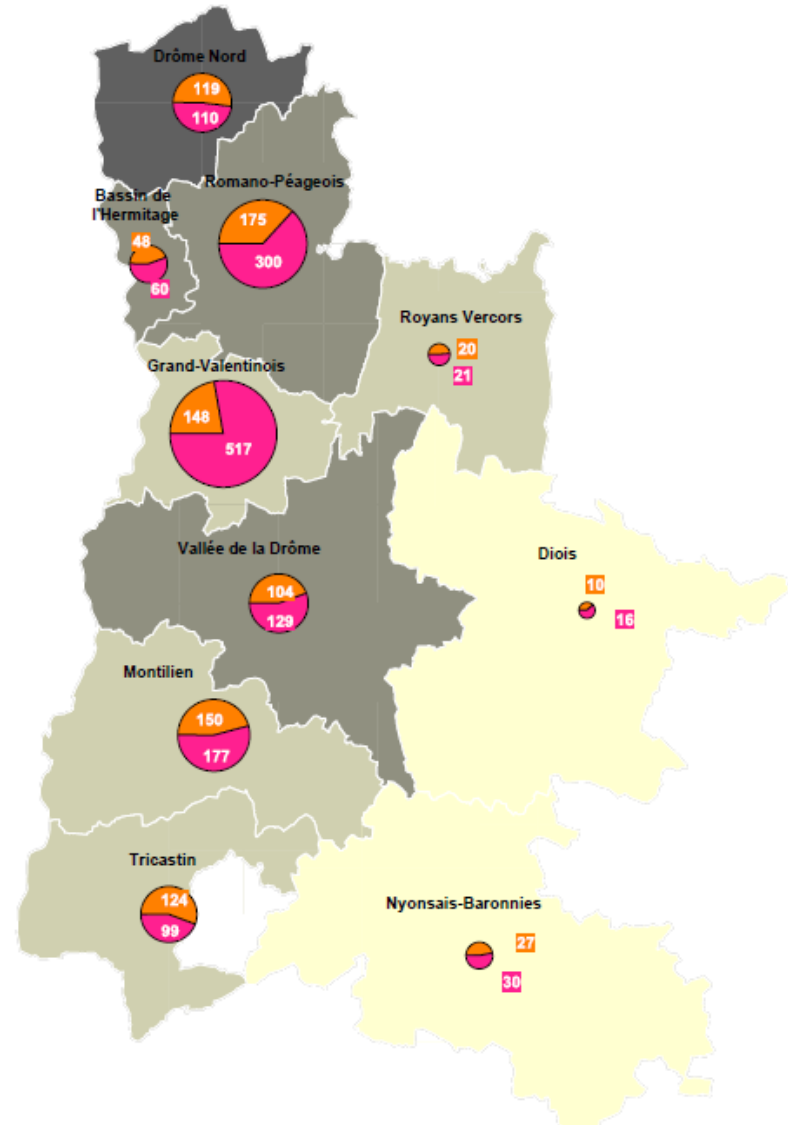 Drôme Nord
119
110
Romano-Péageois
175
300
Bassin de
l'Hermitage
48
60
Royans Vercors
20
21
Grand-Valentinois
148
517
Vallée de la Drôme
104
129
Diois
10
16
Montilien
150
177
Tricastin
124
99
Nyonsais-Baronnies
27
30